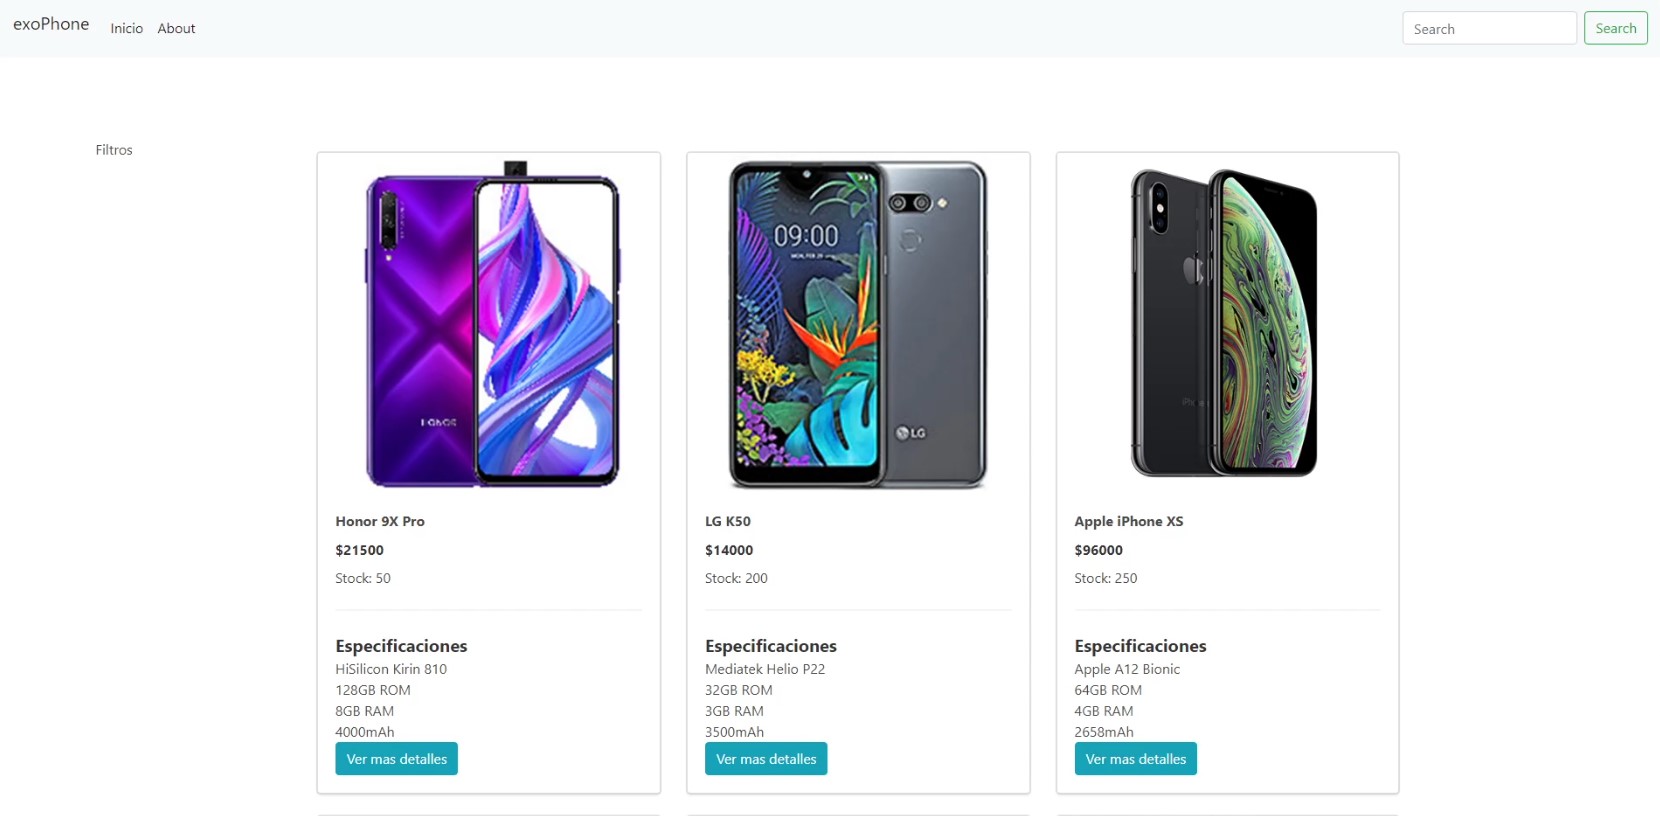 exoPhone
Inicio
About
Search
Search
Filtros
09:00
HONOR
LG
Honor 9X Pro
$21500
Stock: 50
Especificaciones
HiSilicon Kirin 810
128GB ROM
8GB RAM
4000mAh
Ver mas detalles
LG K50
$14000
Stock: 200
Especificaciones
Mediatek Helio P22
32GB ROM
3GB RAM
3500mAh
Ver mas detalles
Apple iPhone XS
$96000
Stock: 250
Especificaciones
Apple A12 Bionic
64GB ROM
4GB RAM
2658mAh
Ver mas detalles